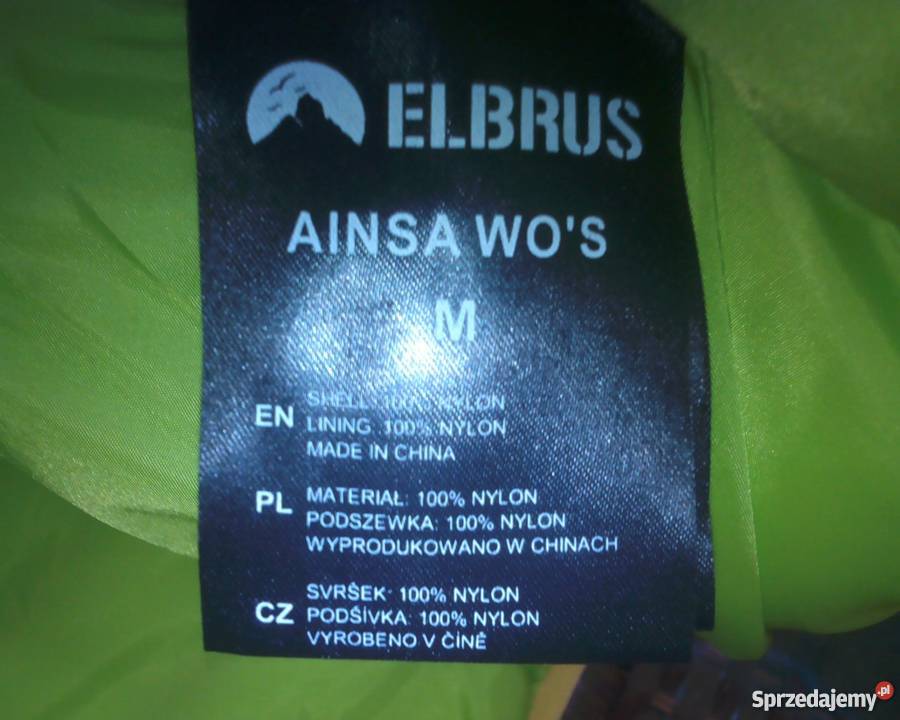 ELBRUS
AINSA WO'S
M
EN
SHELL: 100% NYLON
LINING: 100% NYLON
MADE IN CHINA
PL
MATERIAŁ: 100% NYLON
PODSZEWKA: 100% NYLON
WYPRODUKOWANO W CHINACH
CZ
SVRŠEK: 100% NYLON
PODŠÍVKA: 100% NYLON
VYROBENO V ČÍNĚ
Sprzedajemy.pl